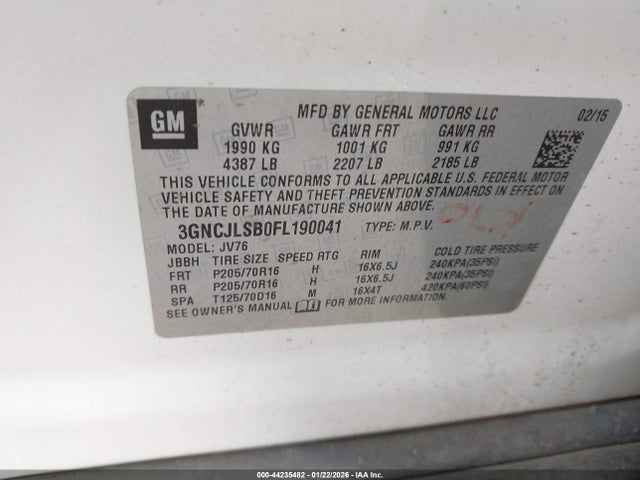 GM
MFD BY GENERAL MOTORS LLC 02/15
GVWR GAWR FRT GAWR RR
1990 KG 1001 KG 991 KG
4387 LB 2207 LB 2185 LB
THIS VEHICLE CONFORMS TO ALL APPLICABLE U.S. FEDERAL MOTOR
VEHICLE SAFETY AND THEFT PREVENTION STANDARDS IN EFFECT ON
THE DATE OF MANUFACTURE SHOWN ABOVE.
3GNCJLSB0FL190041 TYPE: M.P.V.
MODEL: JV76
JBBH TIRE SIZE SPEED RTG RIM COLD TIRE PRESSURE
FRT P205/70R16 H 16X6.5J 240KPA(35PSI)
RR P205/70R16 H 16X6.5J 240KPA(35PSI)
SPA T125/70D16 M 16X4T 420KPA(60PSI)
SEE OWNER'S MANUAL FOR MORE INFORMATION.
000-44235482 - 01/22/2026 - IAA Inc.